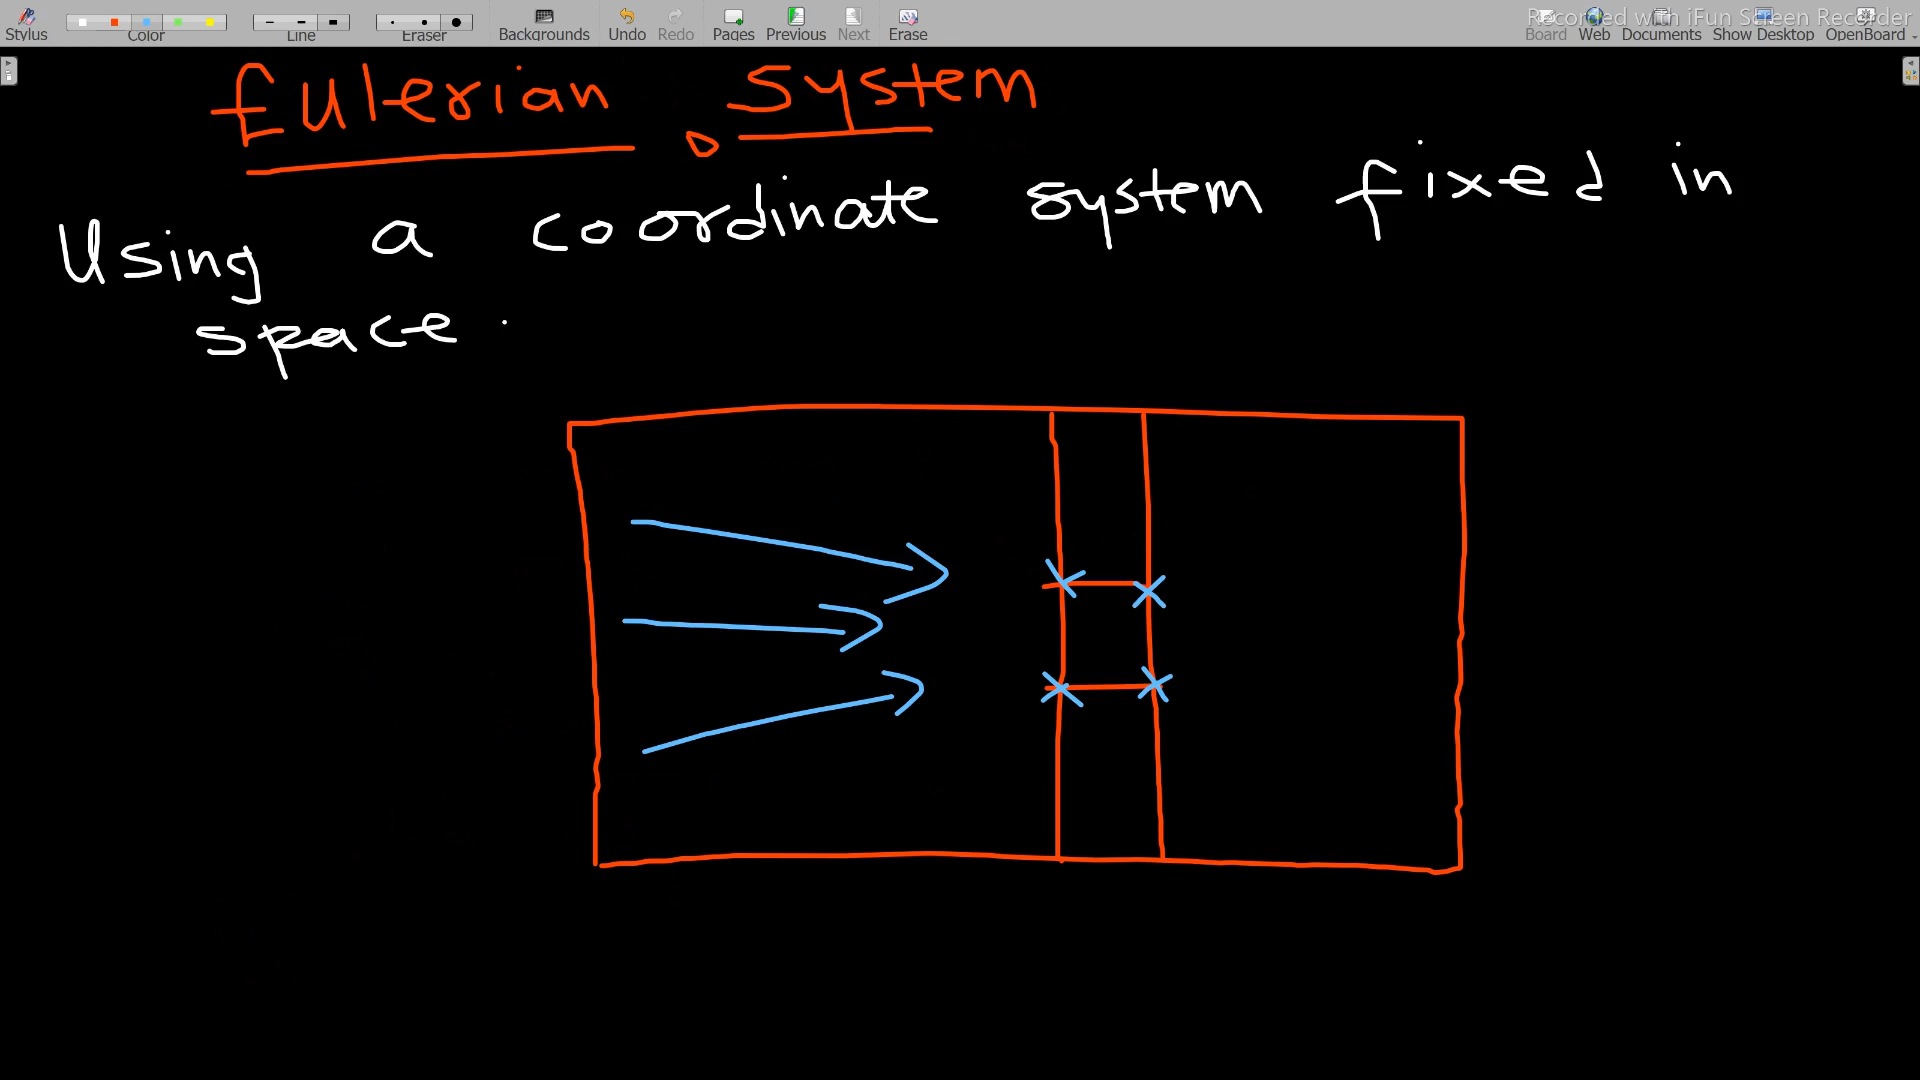 Recorded with iFun Screen Recorder
Stylus Color Line Eraser Backgrounds Undo Redo Pages Previous Next Erase Board Web Documents Show Desktop OpenBoard
Eulerian System
Using a coordinate system fixed in
space.